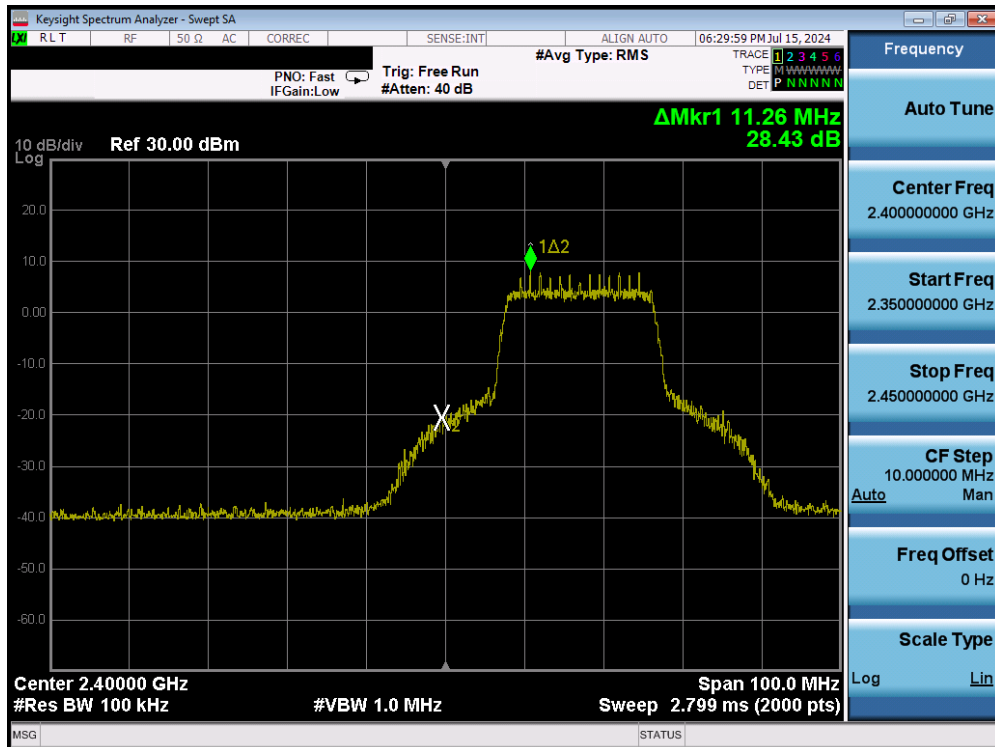 Keysight Spectrum Analyzer - Swept SA
LXI RLT RF 50 Ω AC CORREC SENSE:INT ALIGN AUTO 06:29:59 PM Jul 15, 2024
#Avg Type: RMS
TRACE 1 2 3 4 5 6
TYPE M W W W W W
DET P N N N N N
PNO: Fast
IFGain:Low
Trig: Free Run
#Atten: 40 dB
ΔMkr1 11.26 MHz
28.43 dB
10 dB/div Ref 30.00 dBm
Log
20.0
10.0
0.00
-10.0
-20.0
-30.0
-40.0
-50.0
-60.0
1Δ2
X2
Center 2.40000 GHz
Span 100.0 MHz
#Res BW 100 kHz
#VBW 1.0 MHz
Sweep 2.799 ms (2000 pts)
MSG
STATUS
Frequency
Auto Tune
Center Freq
2.400000000 GHz
Start Freq
2.350000000 GHz
Stop Freq
2.450000000 GHz
CF Step
10.000000 MHz
Auto Man
Freq Offset
0 Hz
Scale Type
Log Lin